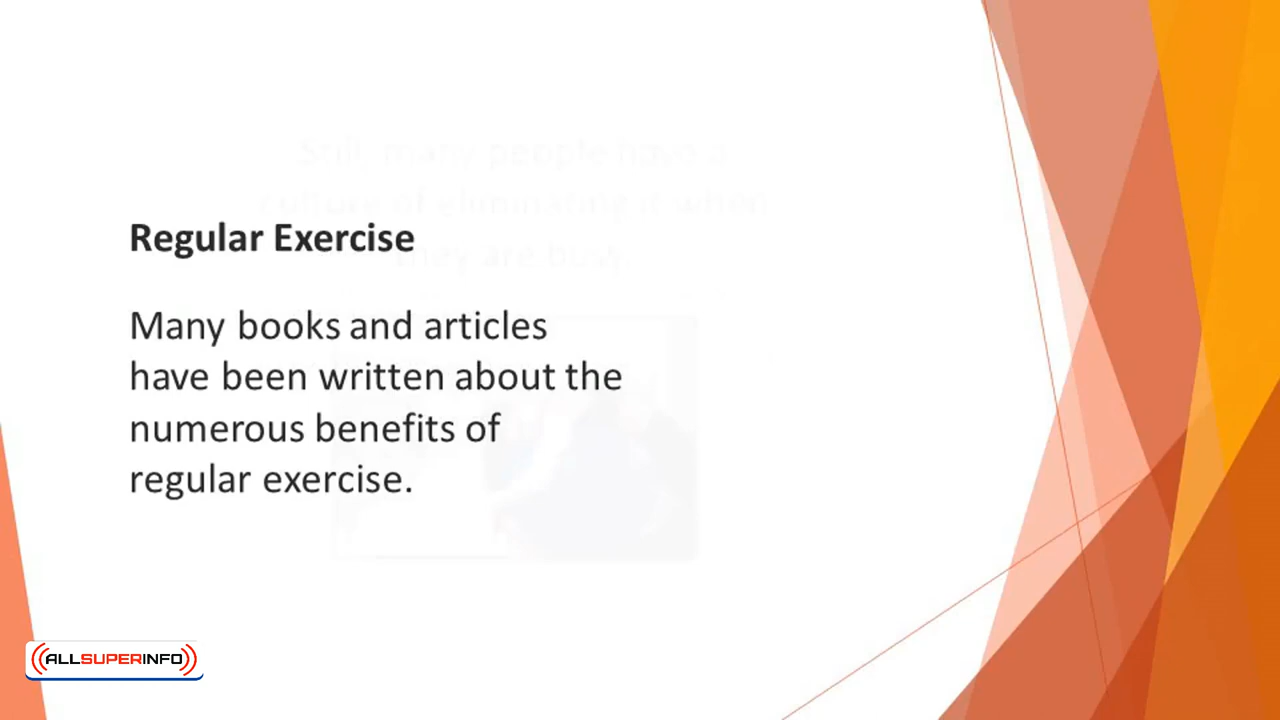 Still, many people have a
culture of eliminating it when
they are busy
Regular Exercise
Many books and articles
have been written about the
numerous benefits of
regular exercise.
ALLSUPERINFO